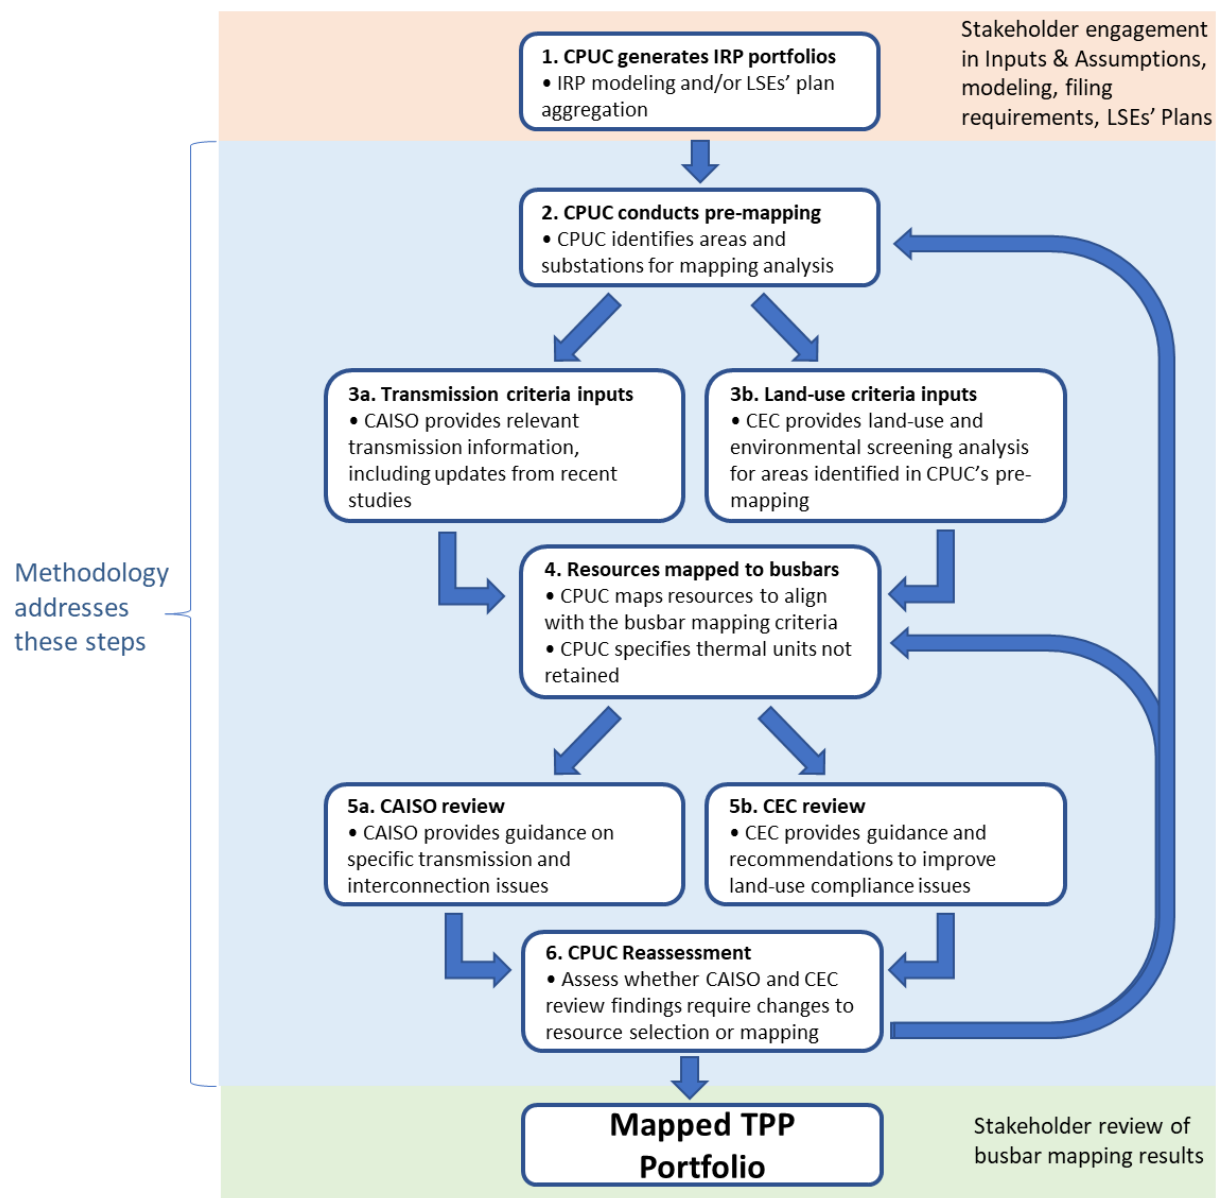 Stakeholder engagement
in Inputs & Assumptions,
modeling, filing
requirements, LSEs’ Plans
1. CPUC generates IRP portfolios
• IRP modeling and/or LSEs’ plan
aggregation
2. CPUC conducts pre-mapping
• CPUC identifies areas and
substations for mapping analysis
3a. Transmission criteria inputs
• CAISO provides relevant
transmission information,
including updates from recent
studies
3b. Land-use criteria inputs
• CEC provides land-use and
environmental screening analysis
for areas identified in CPUC’s pre-
mapping
Methodology
addresses
these steps
4. Resources mapped to busbars
• CPUC maps resources to align
with the busbar mapping criteria
• CPUC specifies thermal units not
retained
5a. CAISO review
• CAISO provides guidance on
specific transmission and
interconnection issues
5b. CEC review
• CEC provides guidance and
recommendations to improve
land-use compliance issues
6. CPUC Reassessment
• Assess whether CAISO and CEC
review findings require changes to
resource selection or mapping
Mapped TPP
Portfolio
Stakeholder review of
busbar mapping results